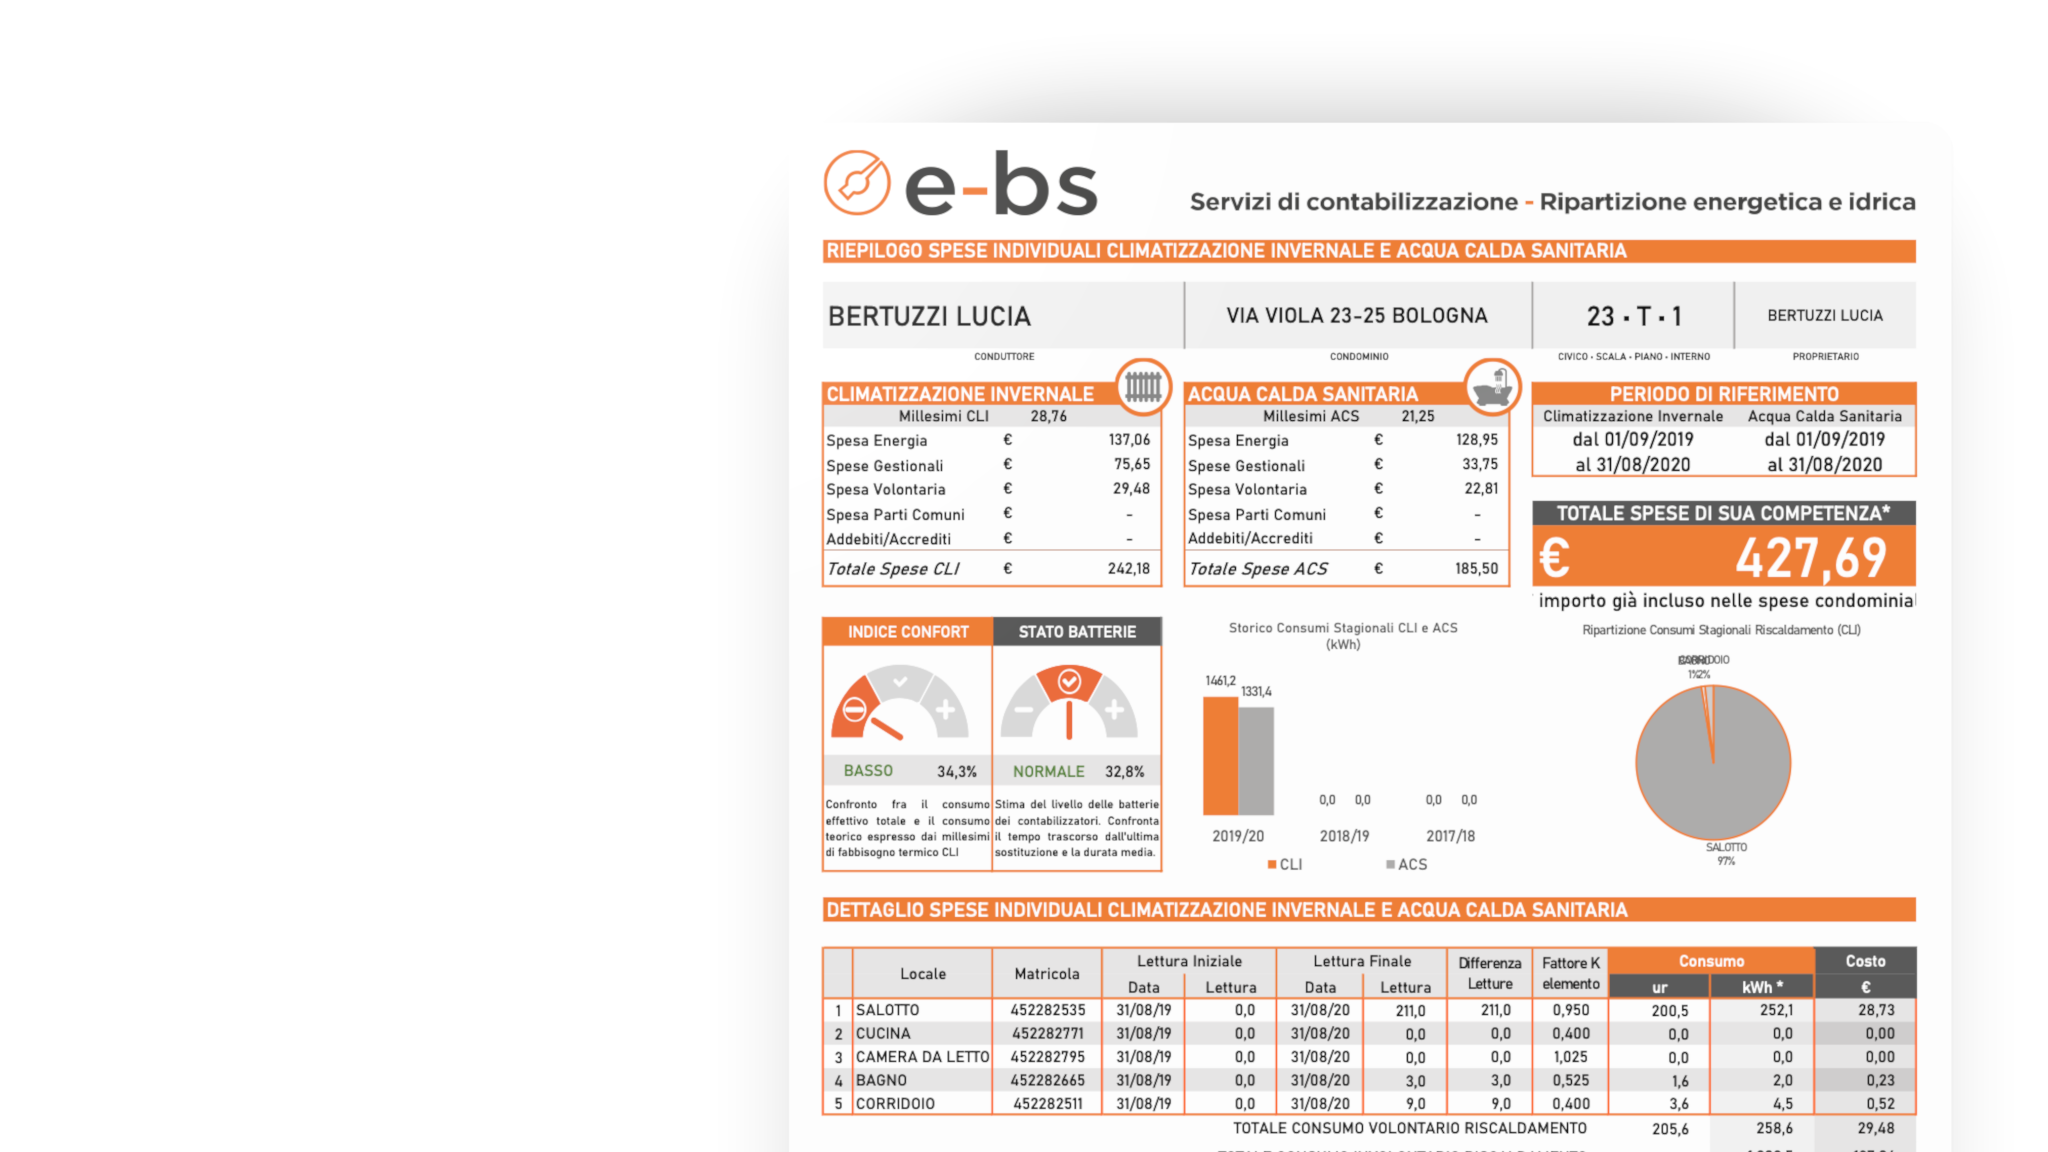 e-bs
Servizi di contabilizzazione - Ripartizione energetica e idrica
RIEPILOGO SPESE INDIVIDUALI CLIMATIZZAZIONE INVERNALE E ACQUA CALDA SANITARIA
BERTUZZI LUCIA
VIA VIOLA 23-25 BOLOGNA
23 · T · 1
BERTUZZI LUCIA
CONDUTTORE
CONDOMINIO
CIVICO · SCALA · PIANO · INTERNO
PROPRIETARIO
CLIMATIZZAZIONE INVERNALE
Millesimi CLI 28,76
Spesa Energia € 137,06
Spese Gestionali € 75,65
Spesa Volontaria € 29,48
Spesa Parti Comuni € -
Addebiti/Accrediti € -
Totale Spese CLI € 242,18
ACQUA CALDA SANITARIA
Millesimi ACS 21,25
Spesa Energia € 128,95
Spese Gestionali € 33,75
Spesa Volontaria € 22,81
Spesa Parti Comuni € -
Addebiti/Accrediti € -
Totale Spese ACS € 185,50
PERIODO DI RIFERIMENTO
Climatizzazione Invernale Acqua Calda Sanitaria
dal 01/09/2019 dal 01/09/2019
al 31/08/2020 al 31/08/2020
TOTALE SPESE DI SUA COMPETENZA*
€ 427,69
importo già incluso nelle spese condominial
INDICE CONFORT
BASSO 34,3%
Confronto fra il consumo
effettivo totale e il consumo
teorico espresso dai millesimi
di fabbisogno termico CLI
STATO BATTERIE
NORMALE 32,8%
Stima del livello delle batterie
dei contabilizzatori. Confronta
il tempo trascorso dall'ultima
sostituzione e la durata media.
Storico Consumi Stagionali CLI e ACS
(kWh)
1461,2
1331,4
0,0 0,0 0,0 0,0
2019/20 2018/19 2017/18
CLI ACS
Ripartizione Consumi Stagionali Riscaldamento (CLI)
BAGNO
1%
CORRIDOIO
2%
SALOTTO
97%
DETTAGLIO SPESE INDIVIDUALI CLIMATIZZAZIONE INVERNALE E ACQUA CALDA SANITARIA
Locale Matricola Lettura Iniziale Lettura Finale Differenza Letture Fattore K elemento Consumo Costo
Data Lettura Data Lettura ur kWh * €
1 SALOTTO 452282535 31/08/19 0,0 31/08/20 211,0 211,0 0,950 200,5 252,1 28,73
2 CUCINA 452282771 31/08/19 0,0 31/08/20 0,0 0,0 0,400 0,0 0,0 0,00
3 CAMERA DA LETTO 452282795 31/08/19 0,0 31/08/20 0,0 0,0 1,025 0,0 0,0 0,00
4 BAGNO 452282665 31/08/19 0,0 31/08/20 3,0 3,0 0,525 1,6 2,0 0,23
5 CORRIDOIO 452282511 31/08/19 0,0 31/08/20 9,0 9,0 0,400 3,6 4,5 0,52
TOTALE CONSUMO VOLONTARIO RISCALDAMENTO 205,6 258,6 29,48